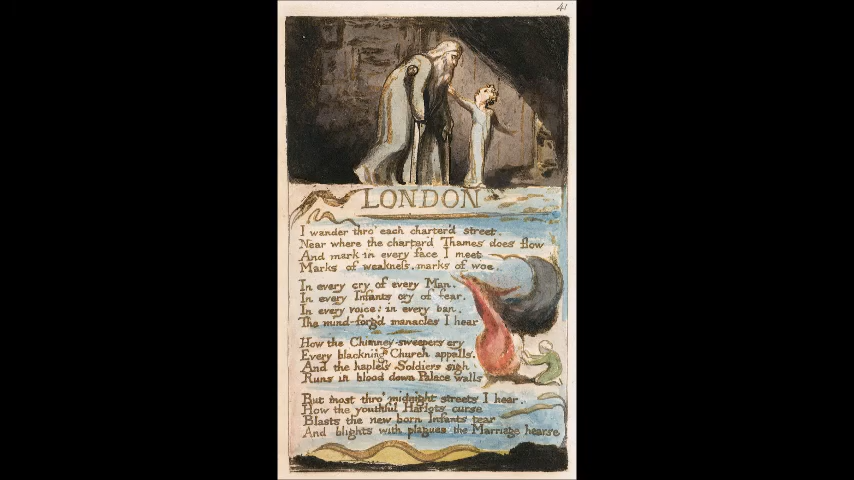 41
LONDON
I wander thro' each charter'd street,
Near where the charter'd Thames does flow
And mark in every face I meet
Marks of weakness, marks of woe.
In every cry of every Man,
In every Infants cry of fear,
In every voice: in every ban,
The mind-forg'd manacles I hear
How the Chimney-sweepers cry
Every blackning Church appalls,
And the hapless Soldiers sigh
Runs in blood down Palace walls
But most thro' midnight streets I hear
How the youthful Harlots curse
Blasts the new born Infants tear
And blights with plagues the Marriage hearse